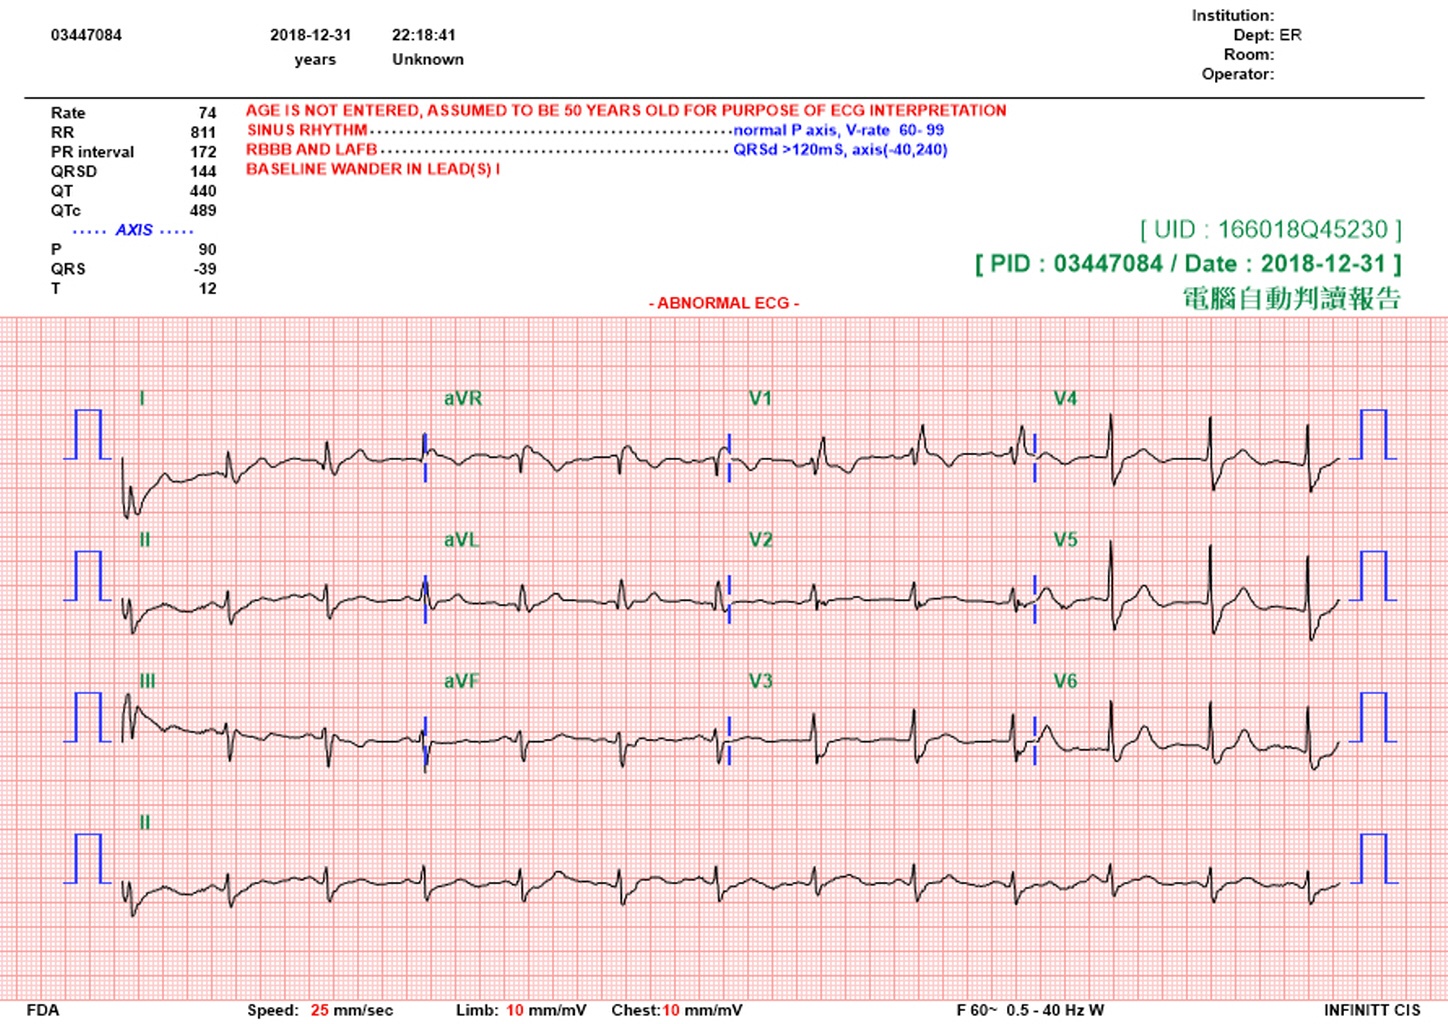 Institution:
03447084 2018-12-31 22:18:41 Dept: ER
years Unknown Room:
Operator:
Rate 74 AGE IS NOT ENTERED, ASSUMED TO BE 50 YEARS OLD FOR PURPOSE OF ECG INTERPRETATION
RR 811 SINUS RHYTHM normal P axis, V-rate 60- 99
PR interval 172 RBBB AND LAFB QRSd >120mS, axis(-40,240)
QRSD 144 BASELINE WANDER IN LEAD(S) I
QT 440
QTc 489
..... AXIS .....
[ UID : 166018Q45230 ]
P 90
[ PID : 03447084 / Date : 2018-12-31 ]
QRS -39
T 12
電腦自動判讀報告
- ABNORMAL ECG -
I aVR V1 V4
II aVL V2 V5
III aVF V3 V6
II
FDA Speed: 25 mm/sec Limb: 10 mm/mV Chest:10 mm/mV F 60~ 0.5 - 40 Hz W INFINITT CIS